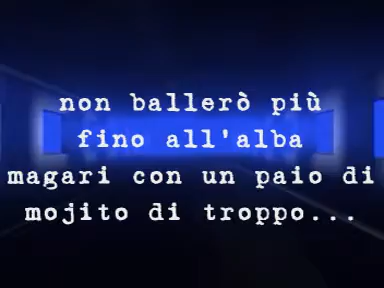 non ballerò più
fino all'alba
magari con un paio di
mojito di troppo...